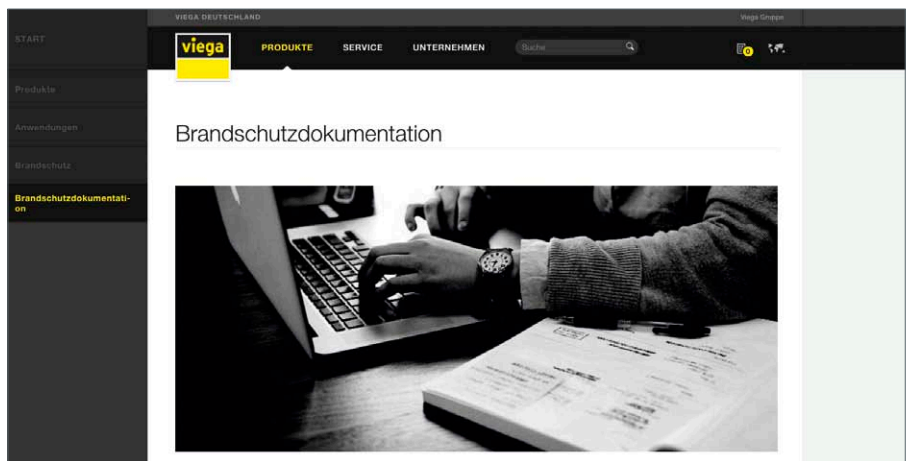 VIEGA DEUTSCHLAND
Viega Gruppe
START
viega
PRODUKTE
SERVICE
UNTERNEHMEN
Suche
0
Produkte
Anwendungen
Brandschutz
Brandschutzdokumentati-
on
Brandschutzdokumentation